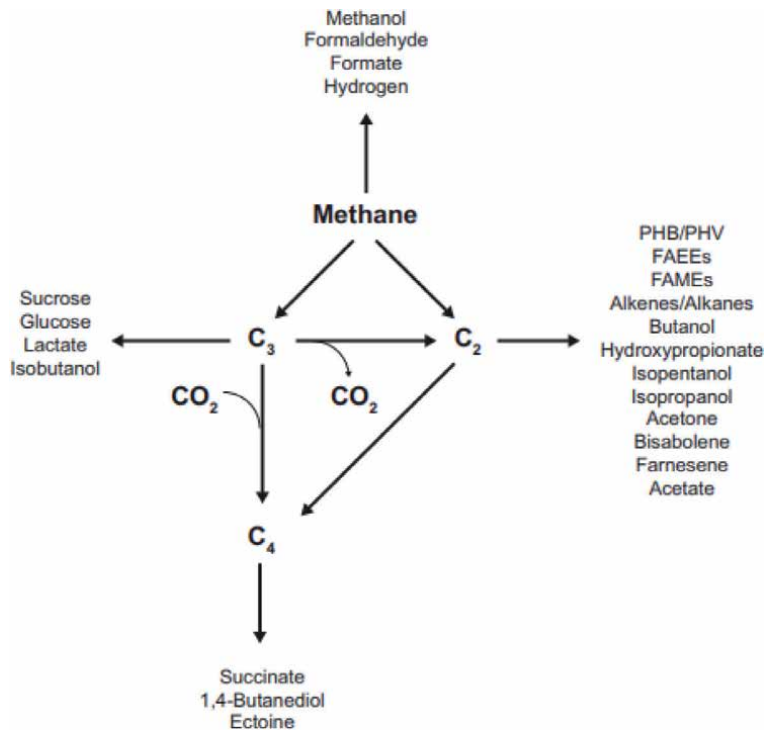 Methanol
Formaldehyde
Formate
Hydrogen
Methane
PHB/PHV
FAEEs
FAMEs
Alkenes/Alkanes
Butanol
Hydroxypropionate
Isopentanol
Isopropanol
Acetone
Bisabolene
Farnesene
Acetate
Sucrose
Glucose
Lactate
Isobutanol
C₃
C₂
CO₂
CO₂
C₄
Succinate
1,4-Butanediol
Ectoine